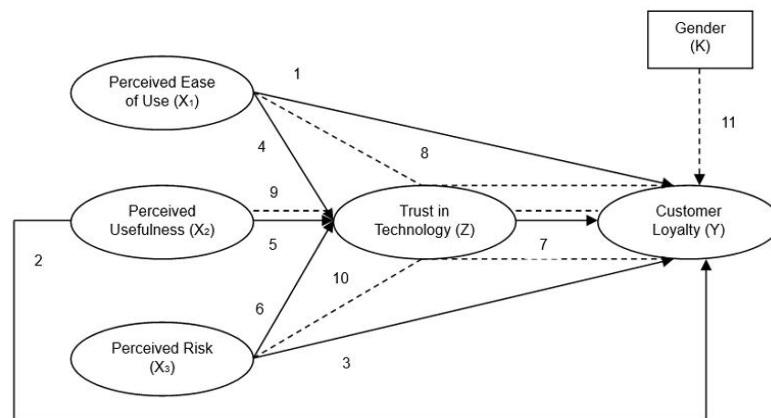 Gender
(K)
1
Perceived Ease
of Use (X₁)
11
4
8
9
Perceived
Usefulness (X₂)
Trust in
Technology (Z)
Customer
Loyalty (Y)
2
5
7
10
6
Perceived Risk
(X₃)
3